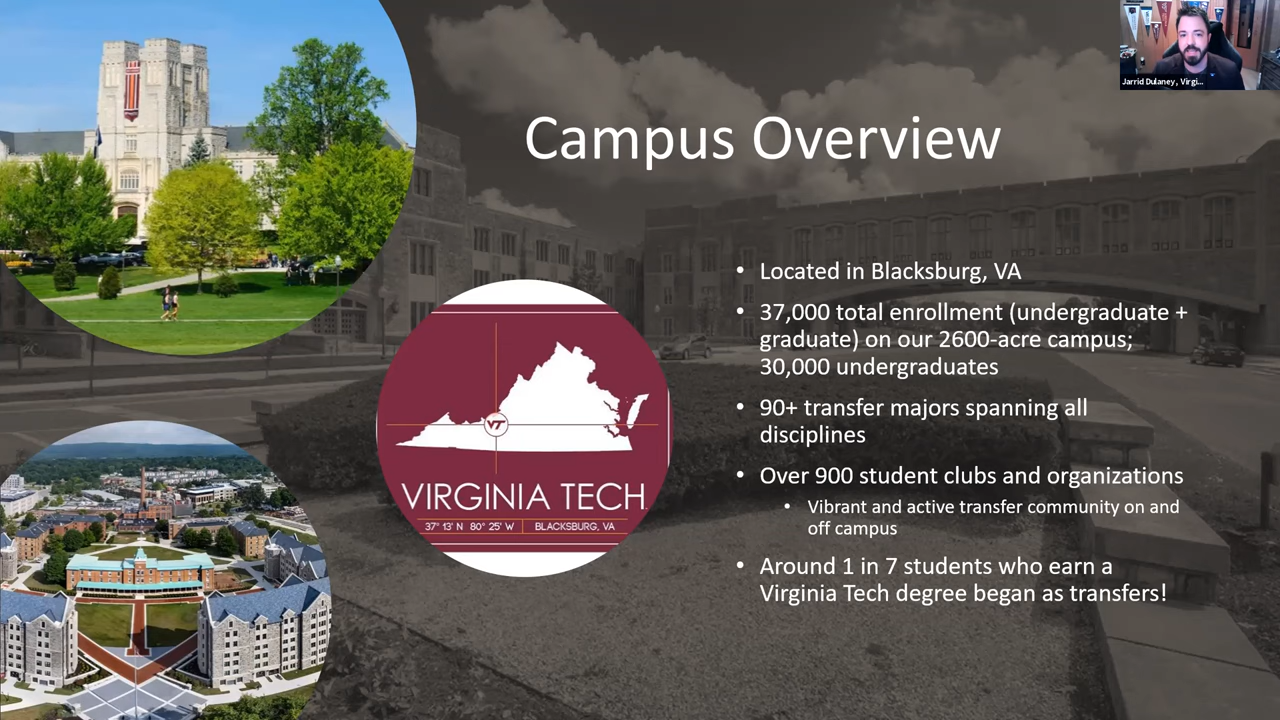 Jarrid Dulaney, Virgi...
Campus Overview
• Located in Blacksburg, VA
• 37,000 total enrollment (undergraduate +
graduate) on our 2600-acre campus;
30,000 undergraduates
• 90+ transfer majors spanning all
disciplines
• Over 900 student clubs and organizations
• Vibrant and active transfer community on and
off campus
• Around 1 in 7 students who earn a
Virginia Tech degree began as transfers!
VT
VIRGINIA TECH
37° 13' N 80° 25' W BLACKSBURG, VA